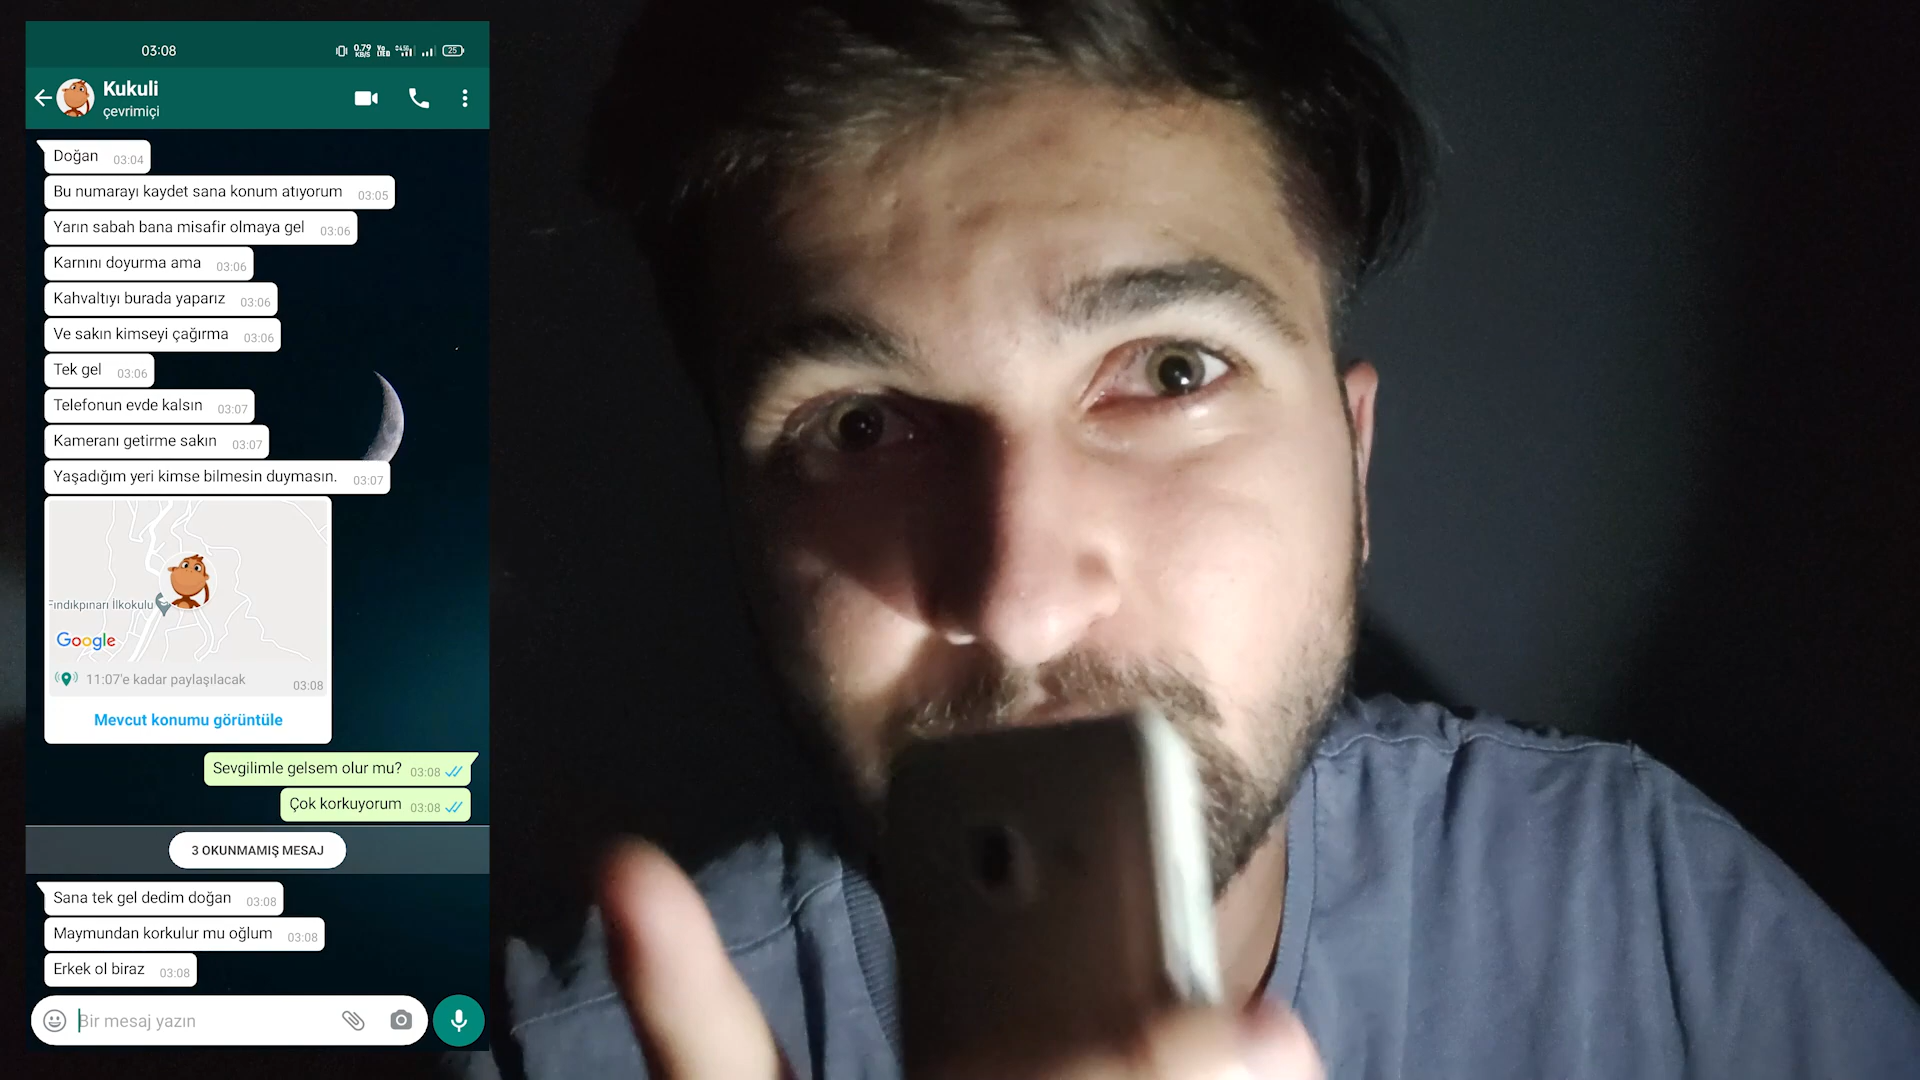 03:08
0.79 KB/S
25
Kukuli
çevrimiçi
Doğan 03:04
Bu numarayı kaydet sana konum atıyorum 03:05
Yarın sabah bana misafir olmaya gel 03:06
Karnını doyurma ama 03:06
Kahvaltıyı burada yaparız 03:06
Ve sakın kimseyi çağırma 03:06
Tek gel 03:06
Telefonun evde kalsın 03:07
Kameranı getirme sakın 03:07
Yaşadığım yeri kimse bilmesin duymasın. 03:07
Fındıkpınarı İlkokulu
Google
11:07'e kadar paylaşılacak 03:08
Mevcut konumu görüntüle
Sevgilimle gelsem olur mu? 03:08
Çok korkuyorum 03:08
3 OKUNMAMIŞ MESAJ
Sana tek gel dedim doğan 03:08
Maymundan korkulur mu oğlum 03:08
Erkek ol biraz 03:08
Bir mesaj yazın